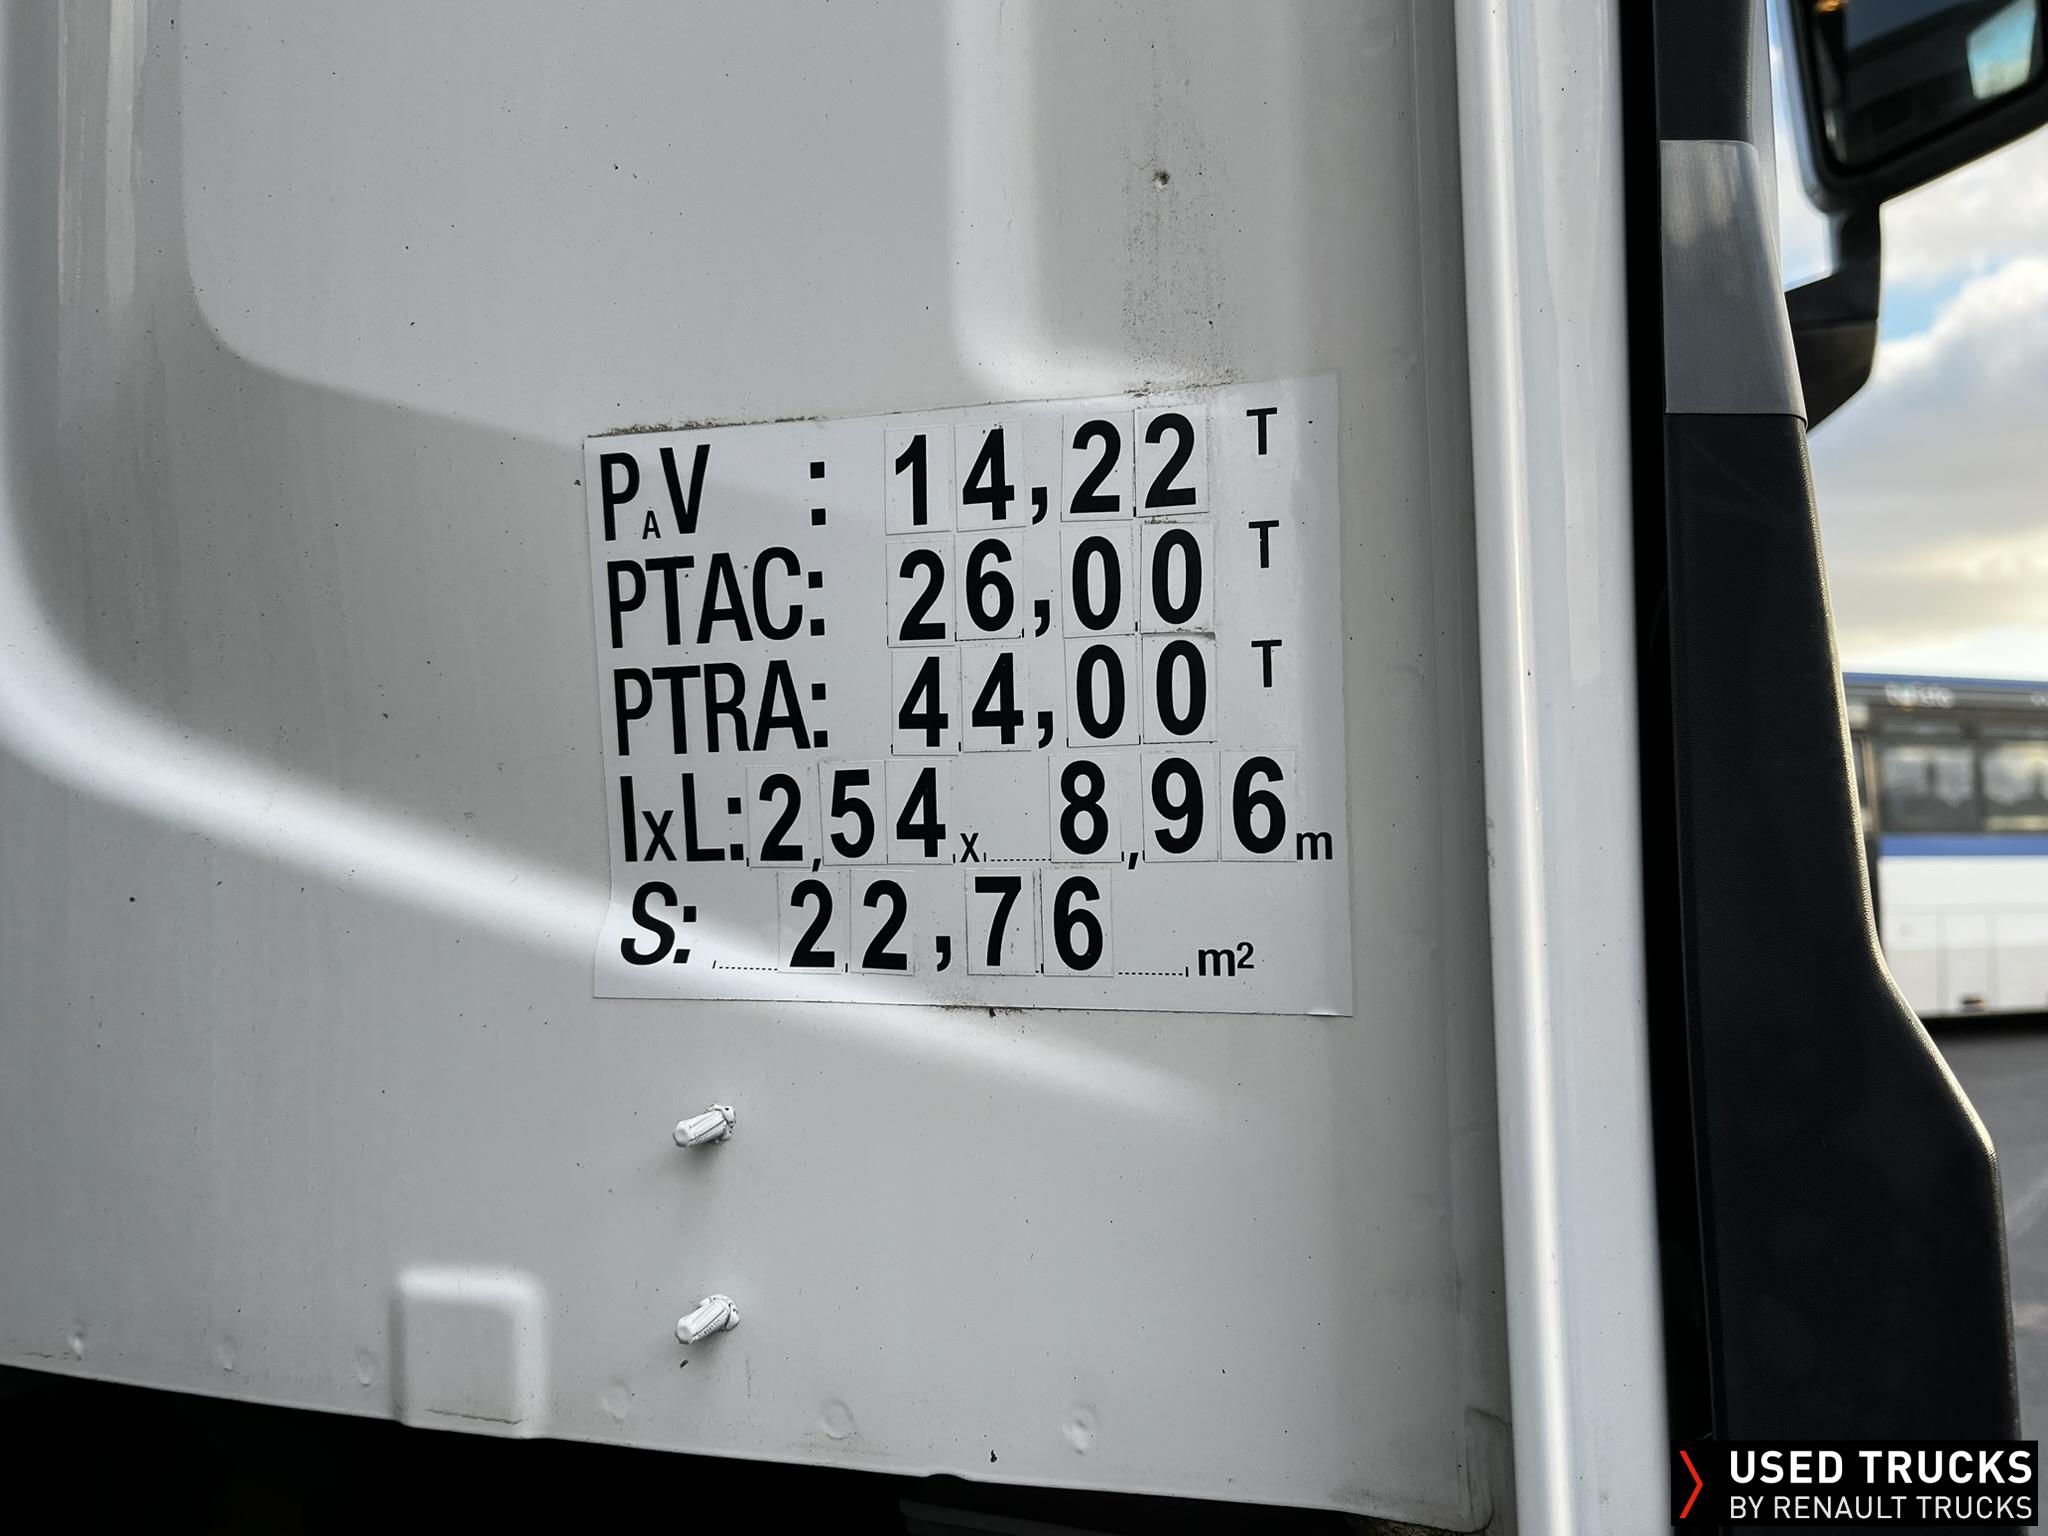 PAV : 14,22 T
PTAC: 26,00 T
PTRA: 44,00 T
lxL: 2,54 x 8,96 m
S: 22,76 m²
USED TRUCKS
BY RENAULT TRUCKS